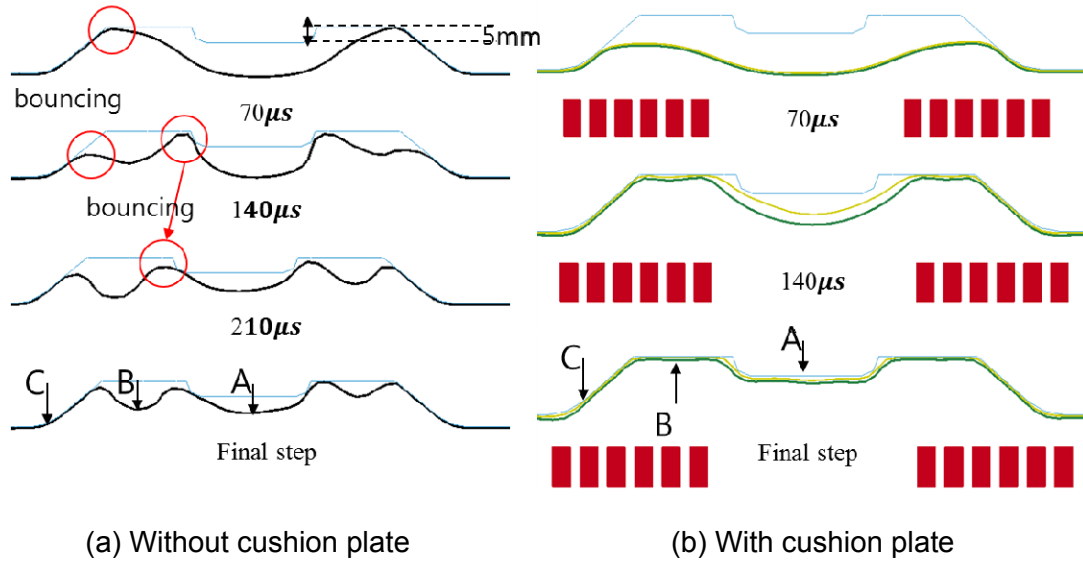 5mm
bouncing
70μs
bouncing
140μs
210μs
C
B
A
Final step
(a) Without cushion plate
70μs
140μs
C
A
B
Final step
(b) With cushion plate